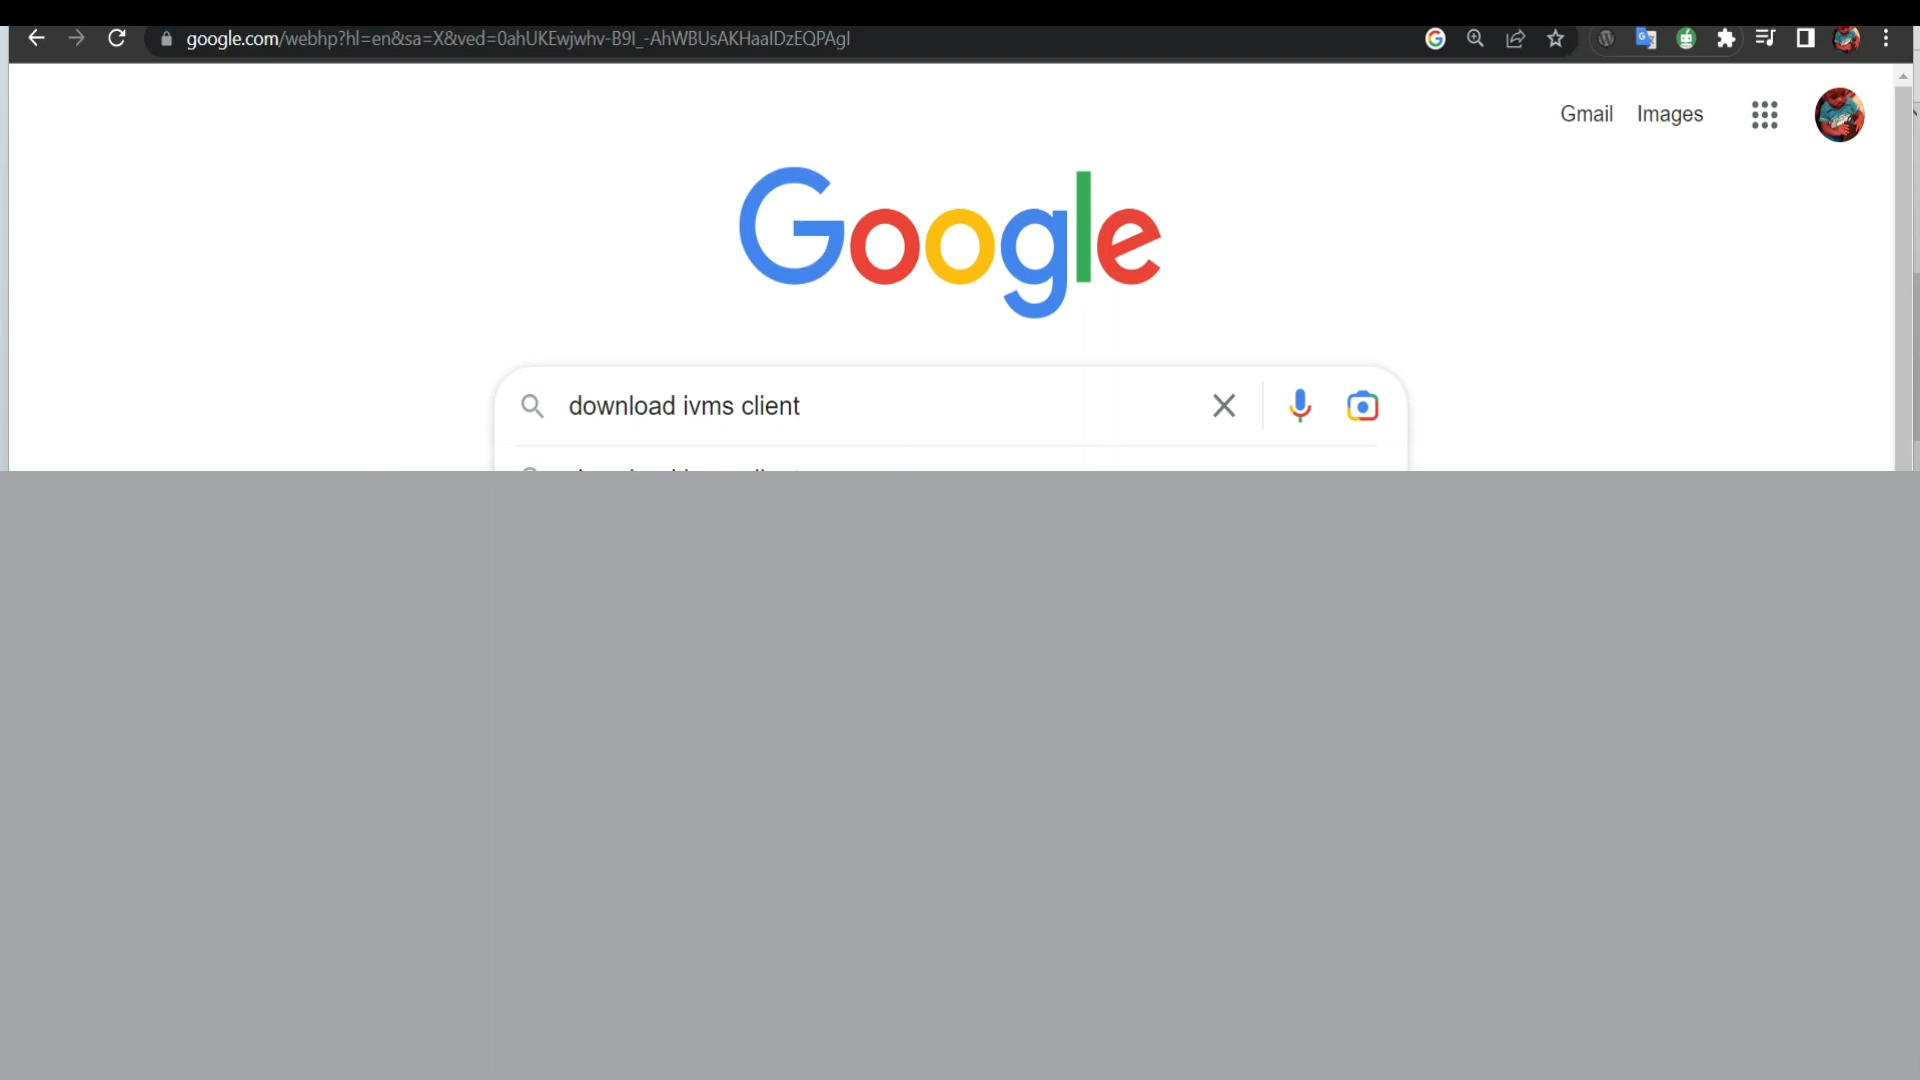 google.com/webhp?hl=en&sa=X&ved=0ahUKEwjwhv-B9I_-AhWBUsAKHaaIDzEQPAgI
Gmail Images
Google
download ivms client